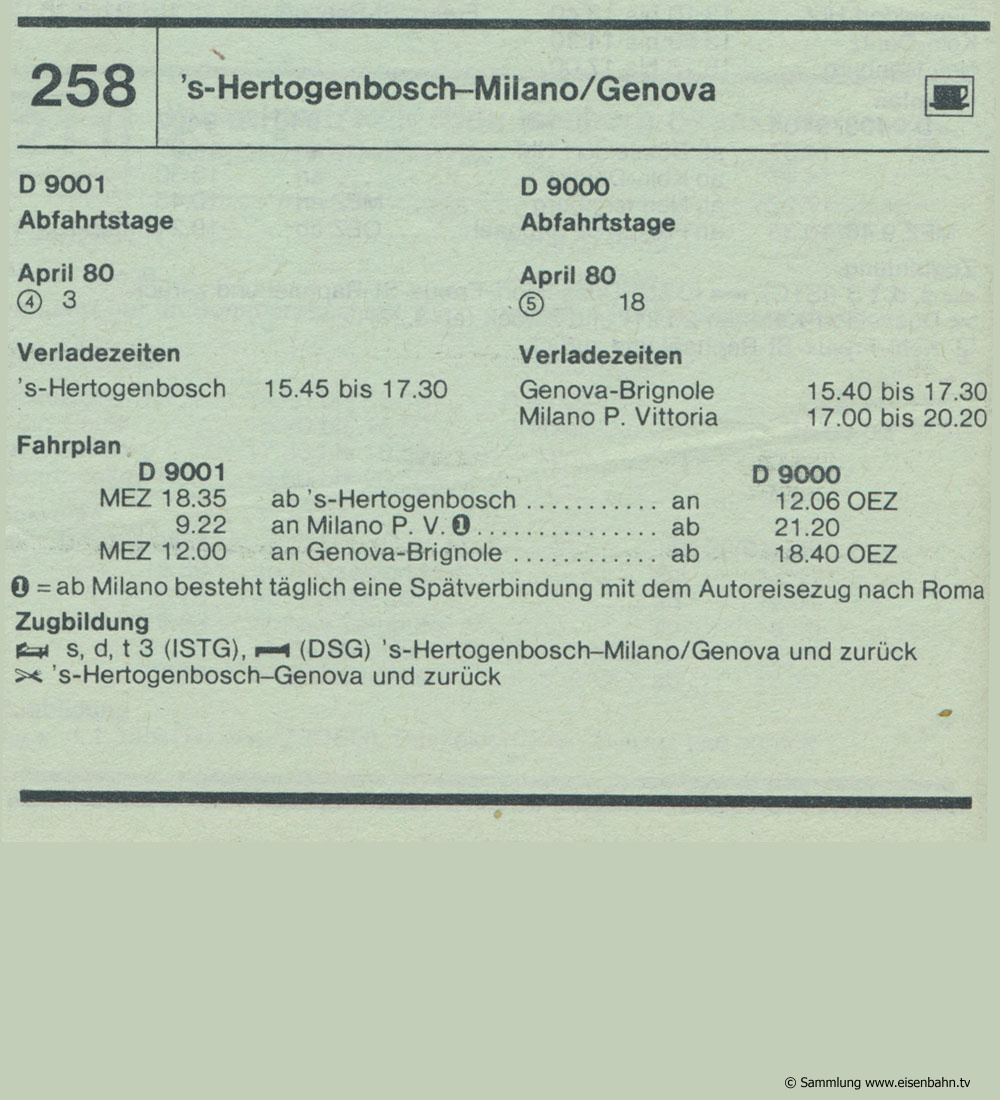 258 's-Hertogenbosch–Milano/Genova
D 9001
Abfahrtstage
April 80
④ 3
Verladezeiten
's-Hertogenbosch 15.45 bis 17.30
D 9000
Abfahrtstage
April 80
⑤ 18
Verladezeiten
Genova-Brignole 15.40 bis 17.30
Milano P. Vittoria 17.00 bis 20.20
Fahrplan
D 9001 D 9000
MEZ 18.35 ab 's-Hertogenbosch ........... an 12.06 OEZ
9.22 an Milano P. V. ❶ ............... ab 21.20
MEZ 12.00 an Genova-Brignole ............ ab 18.40 OEZ
❶ = ab Milano besteht täglich eine Spätverbindung mit dem Autoreisezug nach Roma
Zugbildung
s, d, t 3 (ISTG), (DSG) 's-Hertogenbosch–Milano/Genova und zurück
's-Hertogenbosch–Genova und zurück
© Sammlung www.eisenbahn.tv